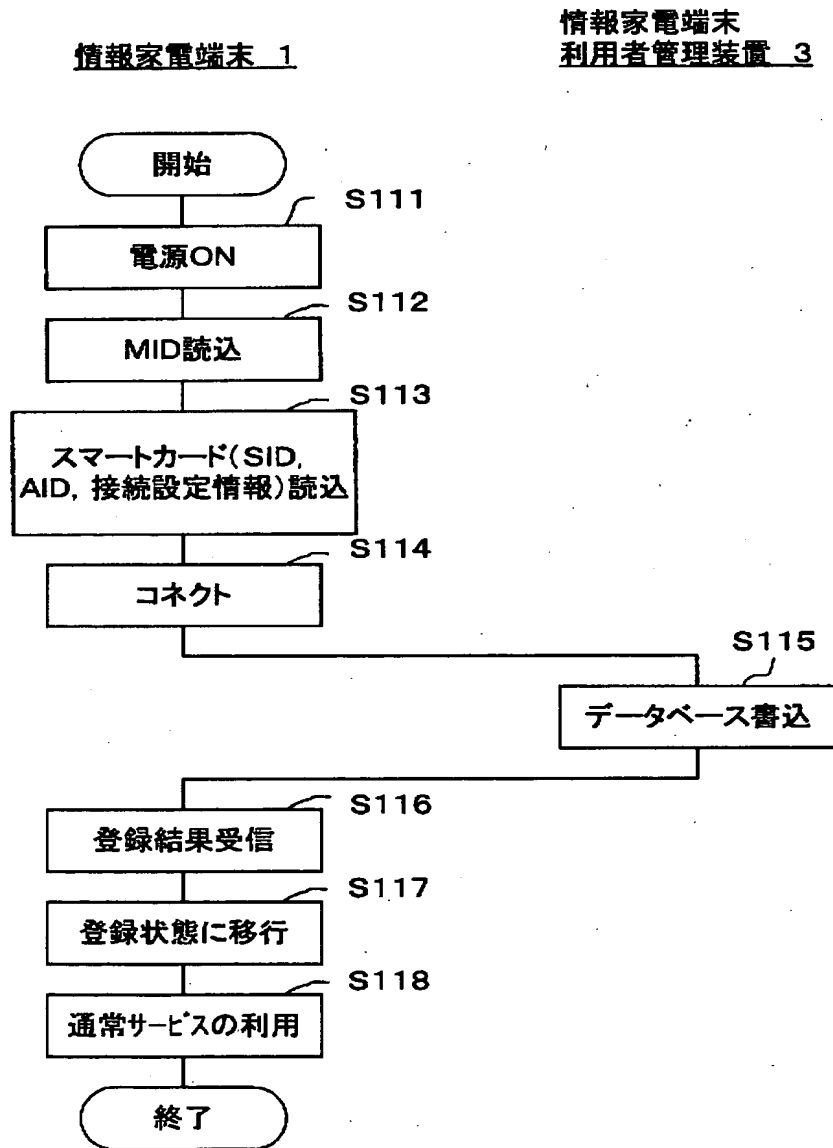 情報家電端末 1
情報家電端末
利用者管理装置 3
開始
S111
電源ON
S112
MID読込
S113
スマートカード(SID,
AID, 接続設定情報)読込
S114
コネクト
S115
データベース書込
S116
登録結果受信
S117
登録状態に移行
S118
通常サービスの利用
終了